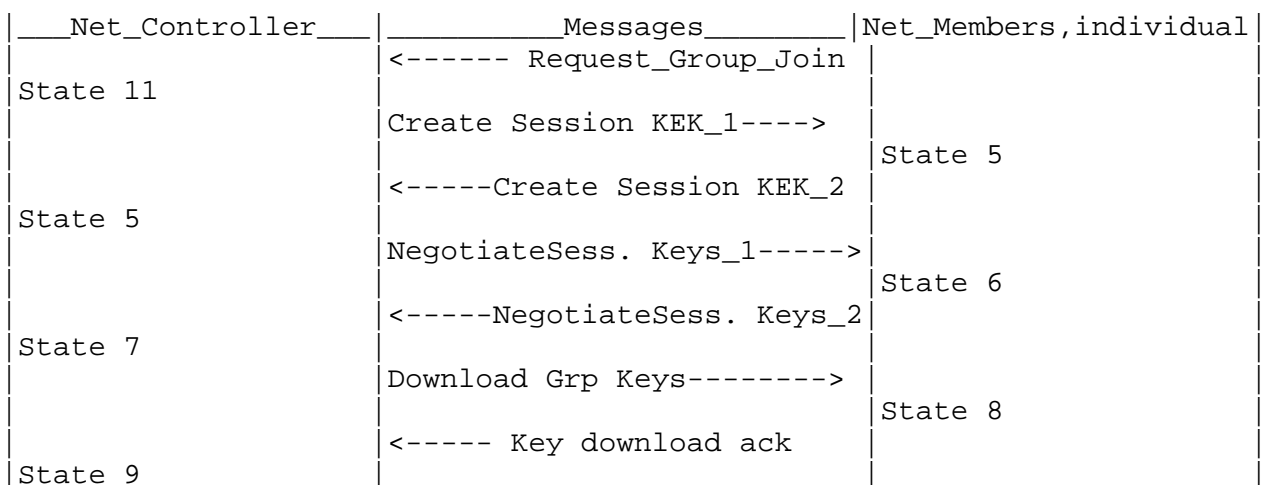 |___Net_Controller___|__________Messages________|Net_Members,individual|
|                    |<------ Request_Group_Join |                      |
|State 11            |                           |                      |
|                    |Create Session KEK_1---->  |                      |
|                    |                           |State 5               |
|                    |<-----Create Session KEK_2 |                      |
|State 5             |                           |                      |
|                    |NegotiateSess. Keys_1----->|                      |
|                    |                           |State 6               |
|                    |<-----NegotiateSess. Keys_2|                      |
|State 7             |                           |                      |
|                    |Download Grp Keys--------> |                      |
|                    |                           |State 8               |
|                    |<----- Key download ack    |                      |
|State 9             |                           |                      |